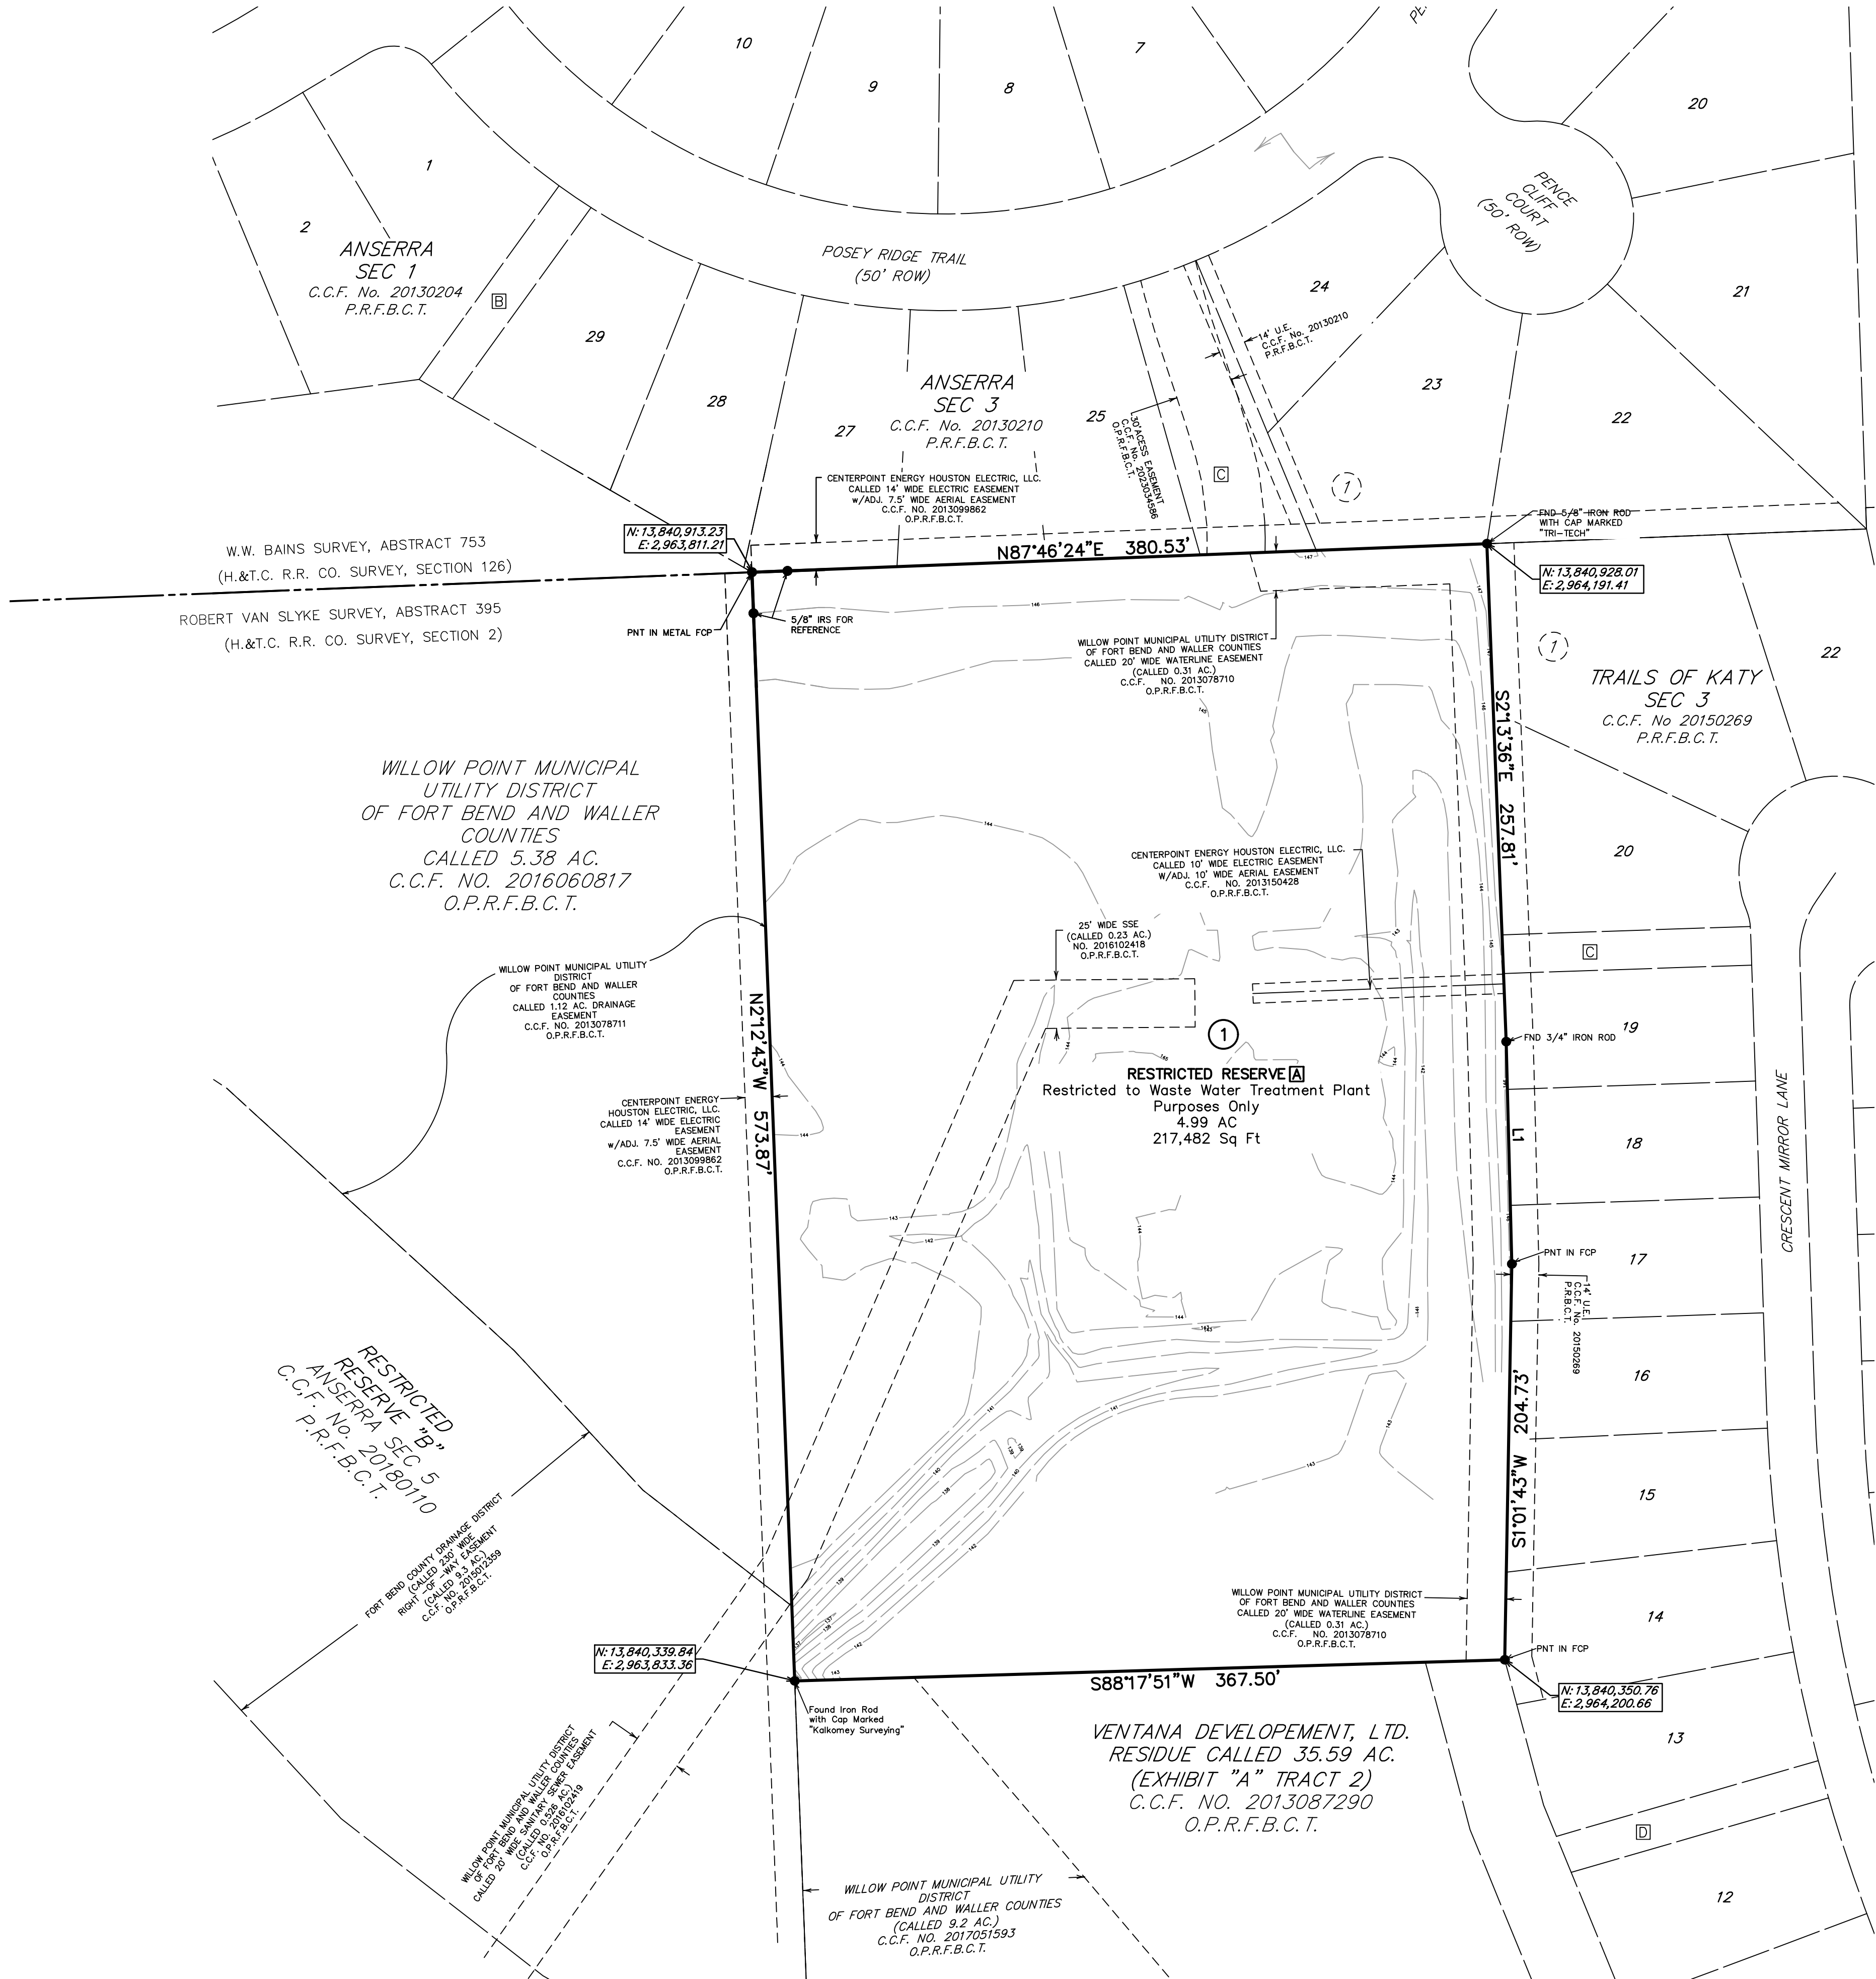 10
9
8
7
20
21
1
2
ANSERRA
SEC 1
C.C.F. No. 20130204
P.R.F.B.C.T.
B
29
28
27
POSEY RIDGE TRAIL
(50' ROW)
PENCE
CLIFF
COURT
(50' ROW)
ANSERRA
SEC 3
C.C.F. No. 20130210
P.R.F.B.C.T.
25
24
23
22
14' U.E.
C.C.F. No. 20130210
P.R.F.B.C.T.
30'ACESS EASEMENT
C.C.F. No. 2023034586
O.P.R.F.B.C.T.
C
1
CENTERPOINT ENERGY HOUSTON ELECTRIC, LLC.
CALLED 14' WIDE ELECTRIC EASEMENT
w/ADJ. 7.5' WIDE AERIAL EASEMENT
C.C.F. NO. 2013099862
O.P.R.F.B.C.T.
N: 13,840,913.23
E: 2,963,811.21
W.W. BAINS SURVEY, ABSTRACT 753
(H.&T.C. R.R. CO. SURVEY, SECTION 126)
ROBERT VAN SLYKE SURVEY, ABSTRACT 395
(H.&T.C. R.R. CO. SURVEY, SECTION 2)
N87°46'24"E 380.53'
FND 5/8" IRON ROD
WITH CAP MARKED
"TRI-TECH"
N: 13,840,928.01
E: 2,964,191.41
PNT IN METAL FCP
5/8" IRS FOR
REFERENCE
WILLOW POINT MUNICIPAL UTILITY DISTRICT
OF FORT BEND AND WALLER COUNTIES
CALLED 20' WIDE WATERLINE EASEMENT
(CALLED 0.31 AC.)
C.C.F. NO. 2013078710
O.P.R.F.B.C.T.
1
22
TRAILS OF KATY
SEC 3
C.C.F. No 20150269
P.R.F.B.C.T.
S2°13'36"E 257.81'
WILLOW POINT MUNICIPAL
UTILITY DISTRICT
OF FORT BEND AND WALLER
COUNTIES
CALLED 5.38 AC.
C.C.F. NO. 2016060817
O.P.R.F.B.C.T.
CENTERPOINT ENERGY HOUSTON ELECTRIC, LLC.
CALLED 10' WIDE ELECTRIC EASEMENT
W/ADJ. 10' WIDE AERIAL EASEMENT
C.C.F. NO. 2013150428
O.P.R.F.B.C.T.
20
25' WIDE SSE
(CALLED 0.23 AC.)
NO. 2016102418
O.P.R.F.B.C.T.
C
WILLOW POINT MUNICIPAL UTILITY
DISTRICT
OF FORT BEND AND WALLER
COUNTIES
CALLED 1.12 AC. DRAINAGE
EASEMENT
C.C.F. NO. 2013078711
O.P.R.F.B.C.T.
N2°12'43"W 573.87'
1
RESTRICTED RESERVE A
Restricted to Waste Water Treatment Plant
Purposes Only
4.99 AC
217,482 Sq Ft
FND 3/4" IRON ROD
19
CENTERPOINT ENERGY
HOUSTON ELECTRIC, LLC.
CALLED 14' WIDE ELECTRIC
EASEMENT
w/ADJ. 7.5' WIDE AERIAL
EASEMENT
C.C.F. NO. 2013099862
O.P.R.F.B.C.T.
L1
18
CRESCENT MIRROR LANE
PNT IN FCP
17
14' U.E.
C.C.F. No. 20150269
P.R.B.C.T.
16
S1°01'43"W 204.73'
15
14
RESTRICTED
RESERVE "B"
ANSERRA SEC 5
C.C,F. No. 20180110
P.R.F.B.C.T.
FORT BEND COUNTY DRAINAGE DISTRICT
(CALLED 230' WIDE
RIGHT -OF -WAY EASEMENT
(CALLED 9.3 AC.)
C.C.F. NO. 2015012359
O.P.R.F.B.C.T.
WILLOW POINT MUNICIPAL UTILITY DISTRICT
OF FORT BEND AND WALLER COUNTIES
CALLED 20' WIDE WATERLINE EASEMENT
(CALLED 0.31 AC.)
C.C.F. NO. 2013078710
O.P.R.F.B.C.T.
PNT IN FCP
N: 13,840,339.84
E: 2,963,833.36
S88°17'51"W 367.50'
N: 13,840,350.76
E: 2,964,200.66
Found Iron Rod
with Cap Marked
"Kalkomey Surveying"
VENTANA DEVELOPEMENT, LTD.
RESIDUE CALLED 35.59 AC.
(EXHIBIT "A" TRACT 2)
C.C.F. NO. 2013087290
O.P.R.F.B.C.T.
13
D
12
WILLOW POINT MUNICIPAL UTILITY DISTRICT
OF FORT BEND AND WALLER COUNTIES
CALLED 20' WIDE SANITARY SEWER EASEMENT
(CALLED 0.526 AC.)
C.C.F. NO. 2016102419
O.P.R.F.B.C.T.
WILLOW POINT MUNICIPAL UTILITY
DISTRICT
OF FORT BEND AND WALLER COUNTIES
(CALLED 9.2 AC.)
C.C.F. NO. 2017051593
O.P.R.F.B.C.T.